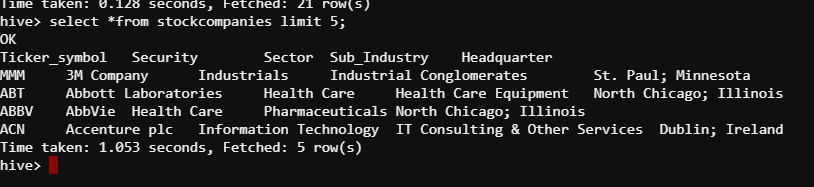 Time taken: 0.128 seconds, Fetched: 21 row(s)
hive> select *from stockcompanies limit 5;
OK
Ticker_symbol Security Sector Sub_Industry Headquarter
MMM 3M Company Industrials Industrial Conglomerates St. Paul; Minnesota
ABT Abbott Laboratories Health Care Health Care Equipment North Chicago; Illinois
ABBV AbbVie Health Care Pharmaceuticals North Chicago; Illinois
ACN Accenture plc Information Technology IT Consulting & Other Services Dublin; Ireland
Time taken: 1.053 seconds, Fetched: 5 row(s)
hive>